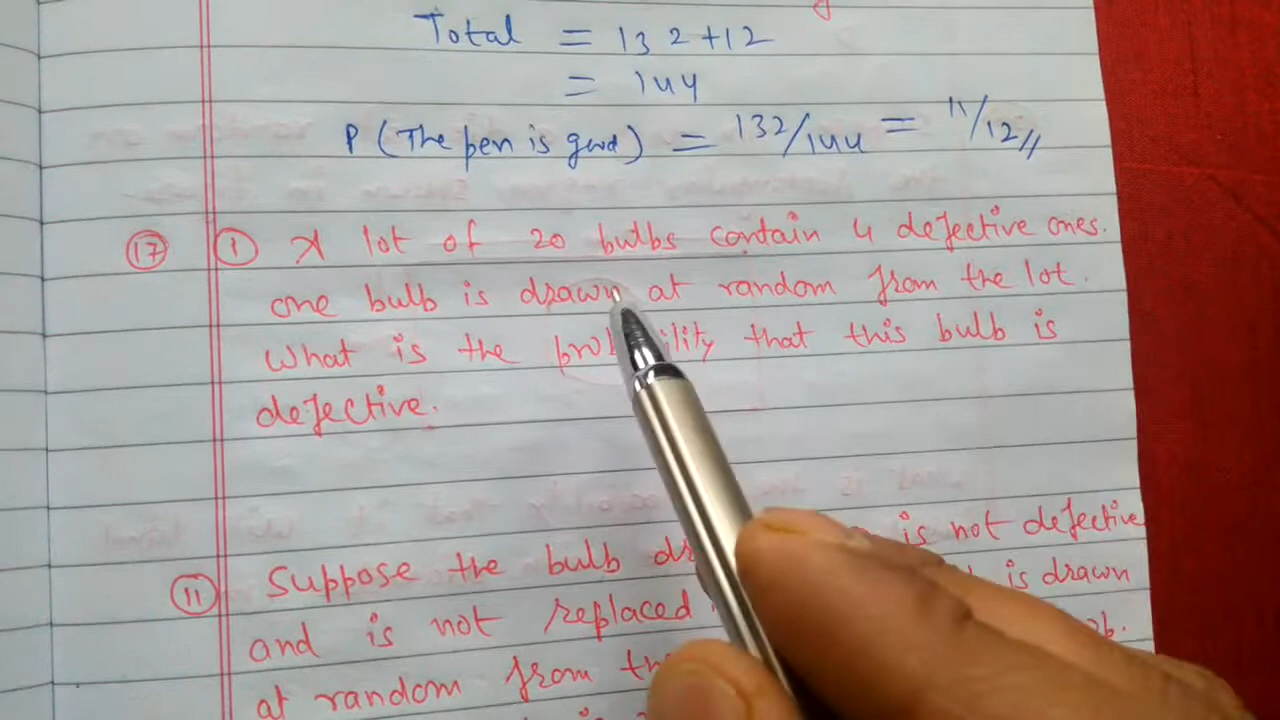 Total = 132+12
= 144
P (The pen is good) = 132/144 = 11/12 //
17 i A lot of 20 bulbs contain 4 defective ones.
one bulb is drawn at random from the lot.
What is the that this bulb is
defective.
ii Suppose the bulb is not defective
and is not replaced is drawn
at random from